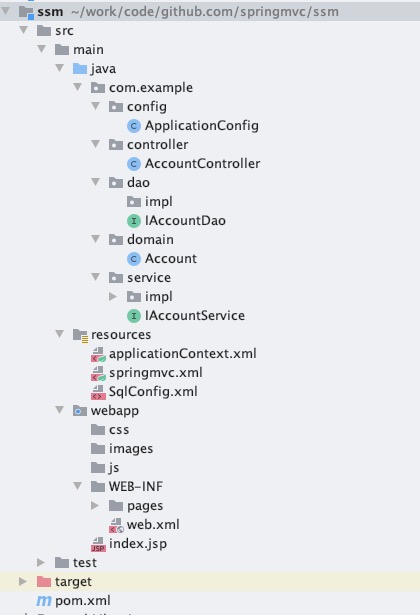 ssm ~/work/code/github.com/springmvc/ssm
src
main
java
com.example
config
ApplicationConfig
controller
AccountController
dao
impl
IAccountDao
domain
Account
service
impl
IAccountService
resources
applicationContext.xml
springmvc.xml
SqlConfig.xml
webapp
css
images
js
WEB-INF
pages
web.xml
index.jsp
test
target
pom.xml